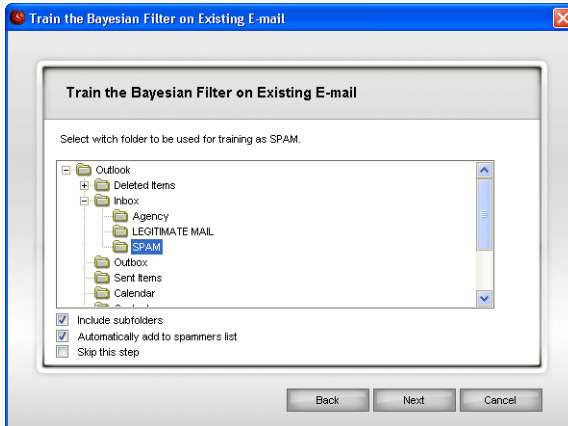 Train the Bayesian Filter on Existing E-mail
Train the Bayesian Filter on Existing E-mail
Select witch folder to be used for training as SPAM.
Outlook
Deleted Items
Inbox
Agency
LEGITIMATE MAIL
SPAM
Outbox
Sent Items
Calendar
Include subfolders
Automatically add to spammers list
Skip this step
Back Next Cancel